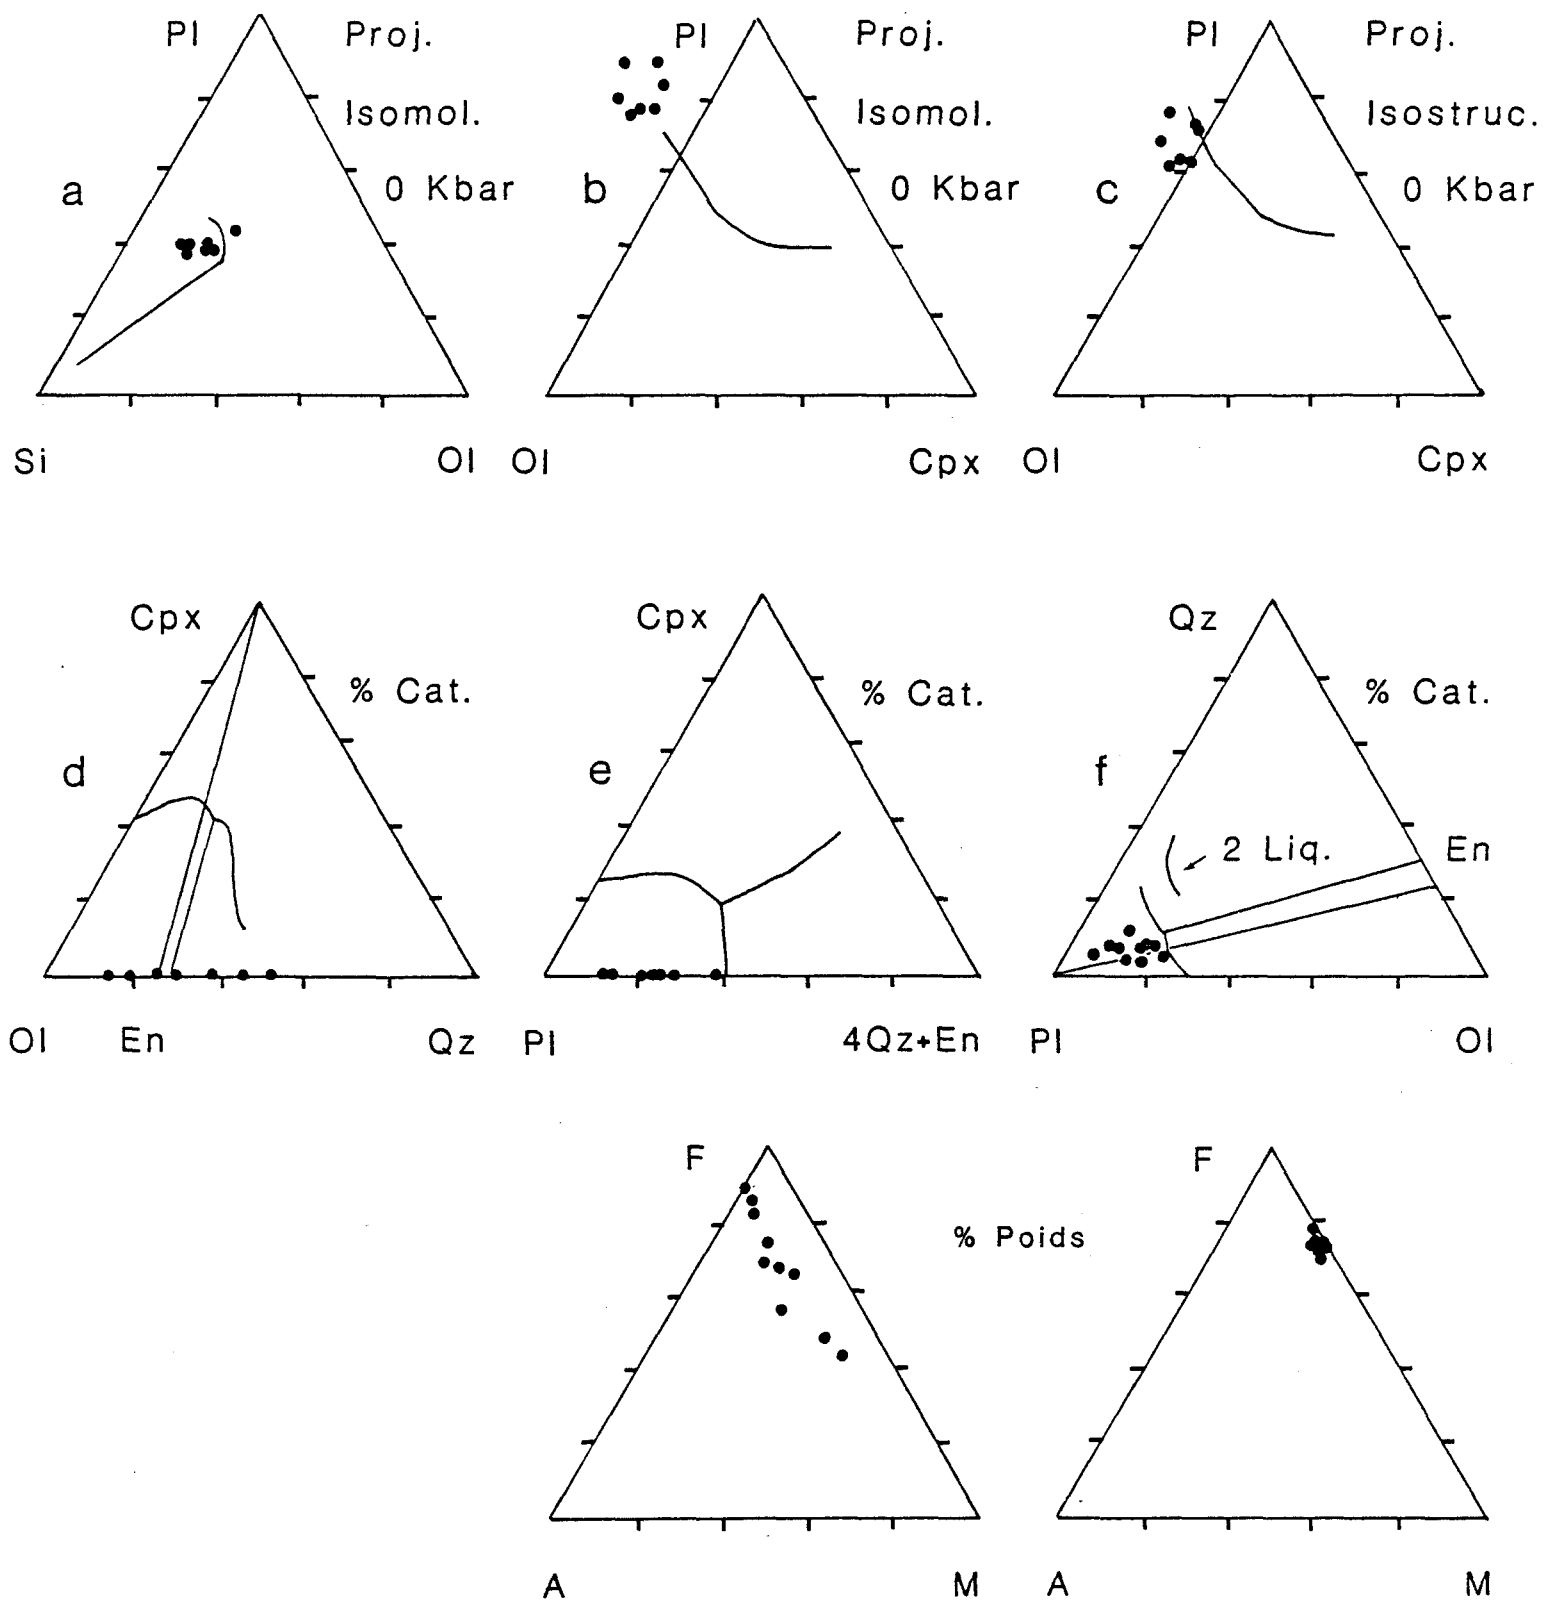 Pl Proj. Pl Proj. Pl Proj.
Isomol. Isomol. Isostruc.
a 0 Kbar b 0 Kbar c 0 Kbar
Si Ol Ol Cpx Ol Cpx
Cpx Cpx Qz
% Cat. % Cat. % Cat.
d e f
2 Liq. En
Ol En Qz Pl 4Qz+En Pl Ol
F F
% Poids
A M A M